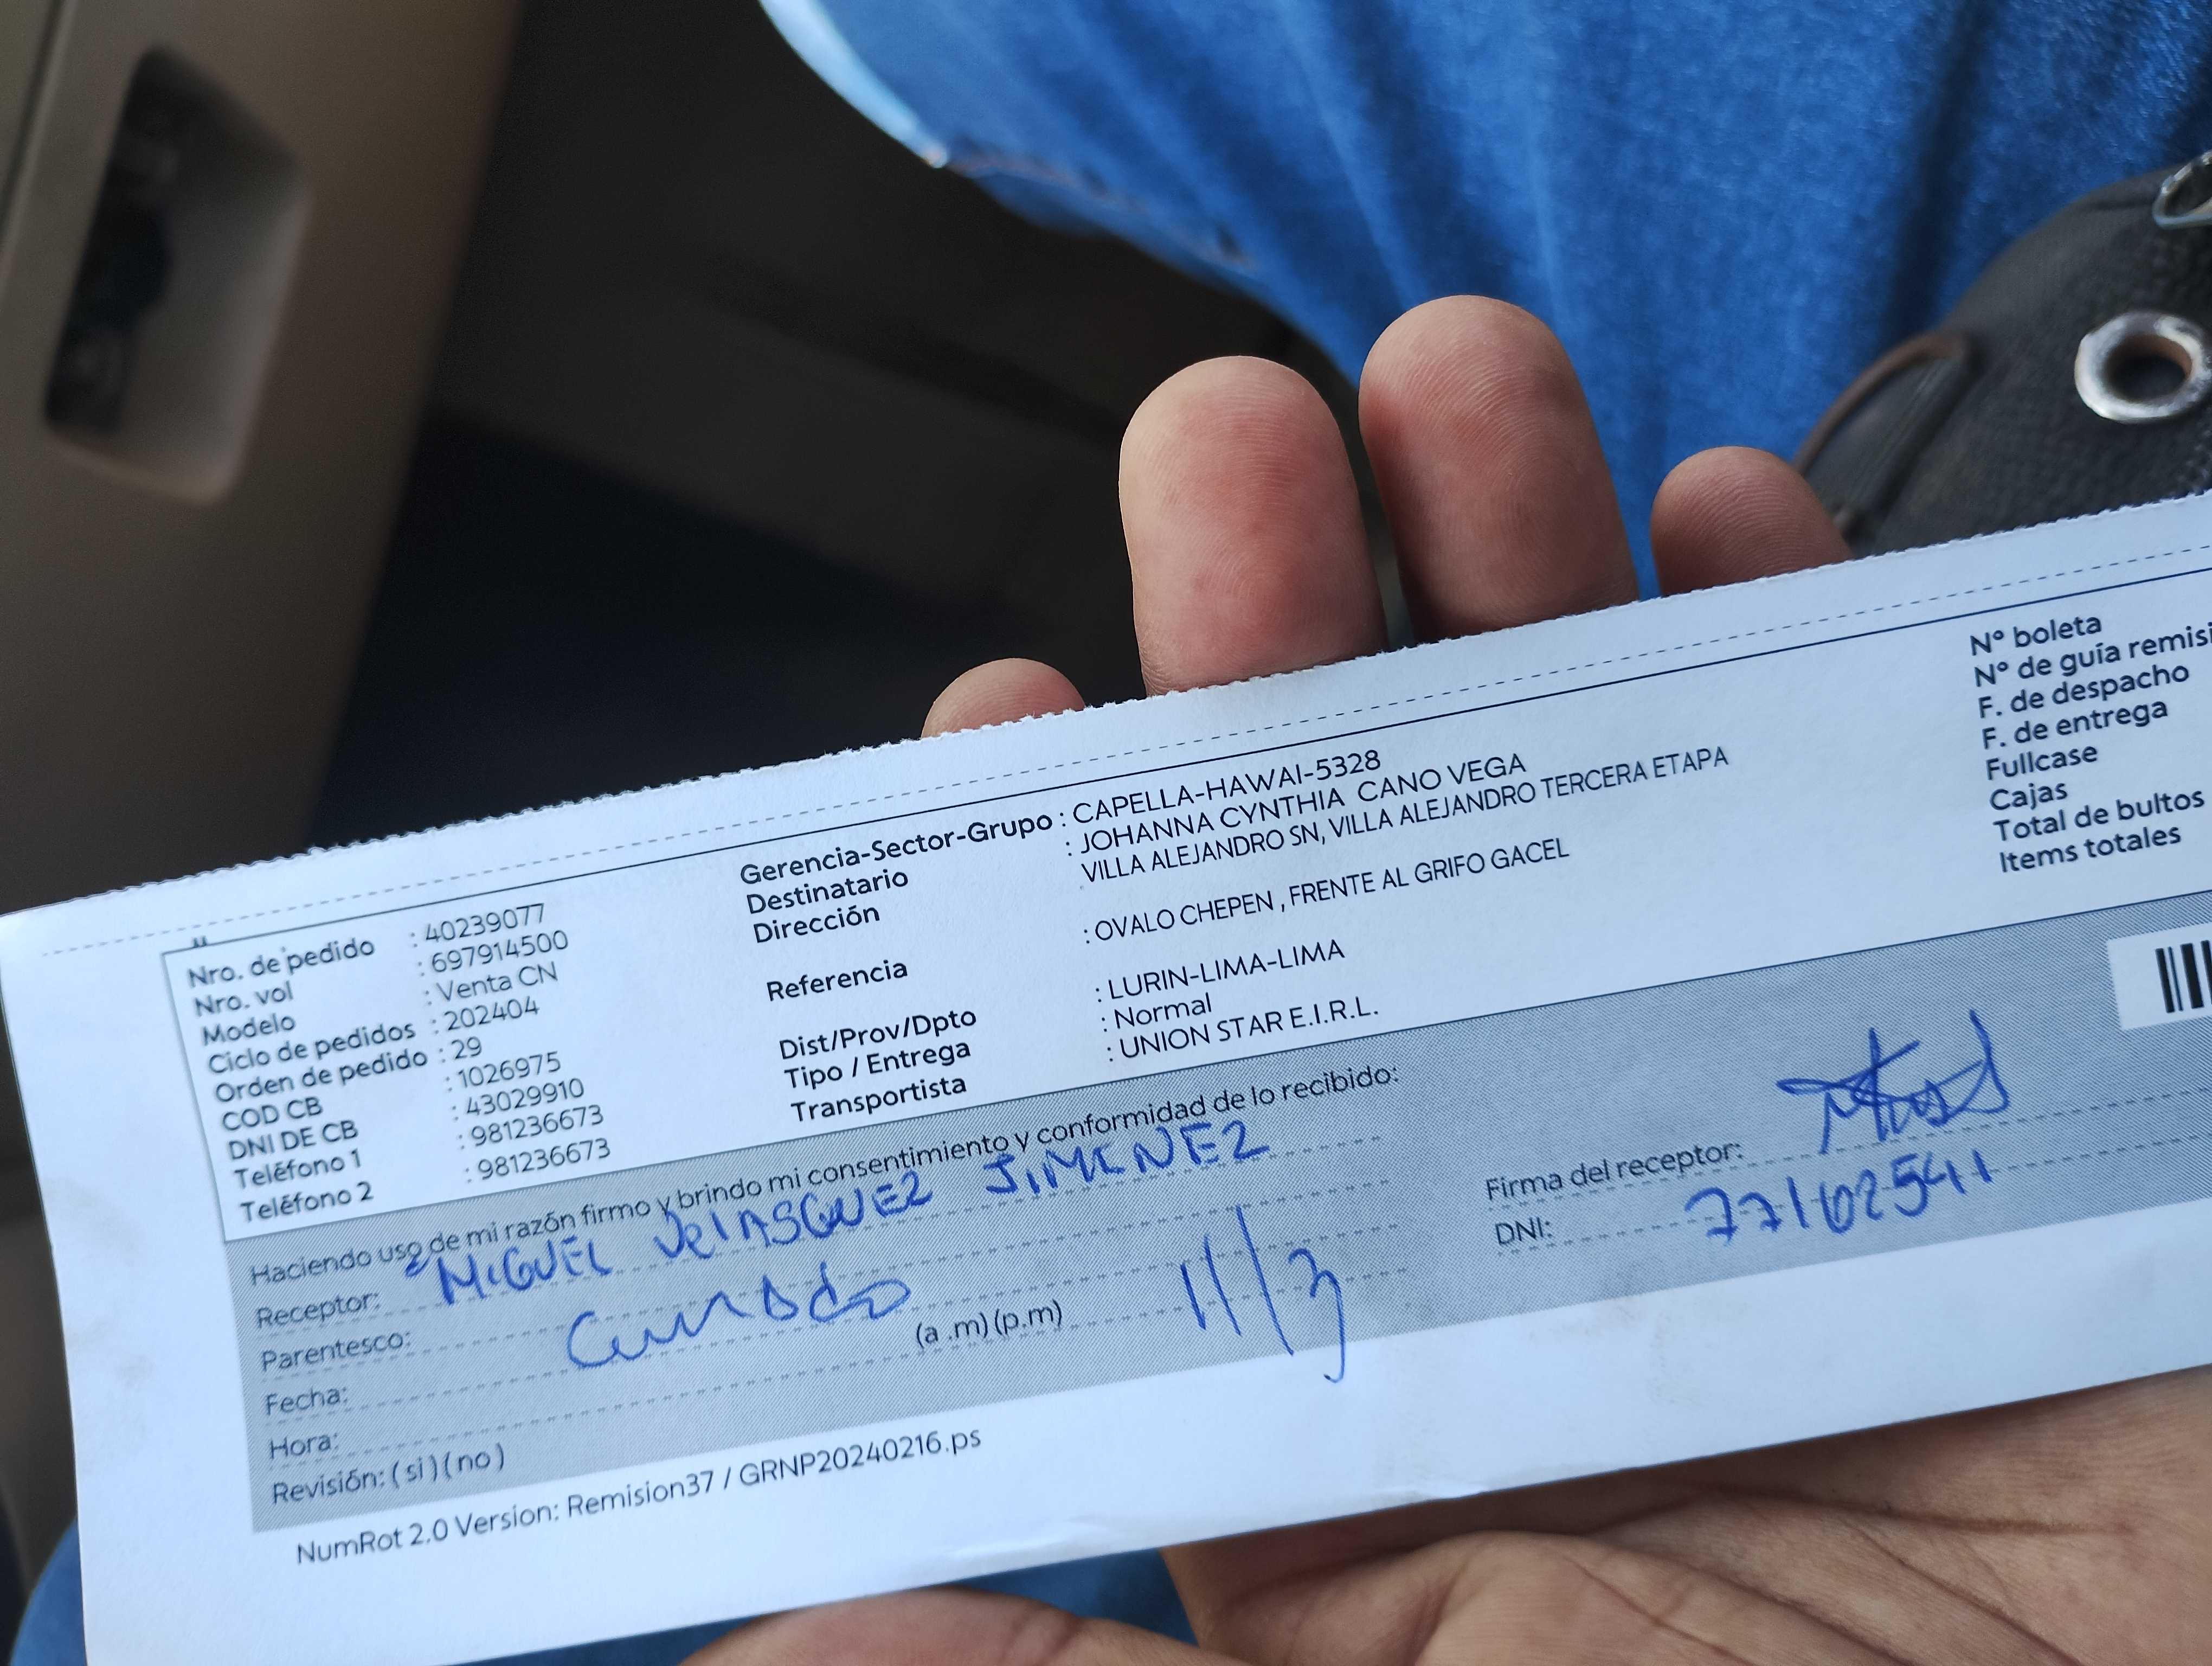 Nro. de pedido : 40239077
Nro. vol : 697914500
Modelo : Venta CN
Ciclo de pedidos : 202404
Orden de pedido : 29
COD CB : 1026975
DNI DE CB : 43029910
Teléfono 1 : 981236673
Teléfono 2 : 981236673
Gerencia-Sector-Grupo : CAPELLA-HAWAI-5328
Destinatario : JOHANNA CYNTHIA CANO VEGA
Dirección VILLA ALEJANDRO SN, VILLA ALEJANDRO TERCERA ETAPA
Referencia : OVALO CHEPEN , FRENTE AL GRIFO GACEL
Dist/Prov/Dpto : LURIN-LIMA-LIMA
Tipo / Entrega : Normal
Transportista : UNION STAR E.I.R.L.
Nº boleta
Nº de guía remisi
F. de despacho
F. de entrega
Fullcase
Cajas
Total de bultos
Items totales
Haciendo uso de mi razón firmo y brindo mi consentimiento y conformidad de lo recibido:
Receptor: MIGUEL VELASQUEZ JIMENEZ
Parentesco: Cunado
Fecha: 11/3
Hora: (a .m) (p.m)
Revisión: ( si ) ( no )
Firma del receptor:
DNI: 77102541
NumRot 2.0 Version: Remision37 / GRNP20240216.ps